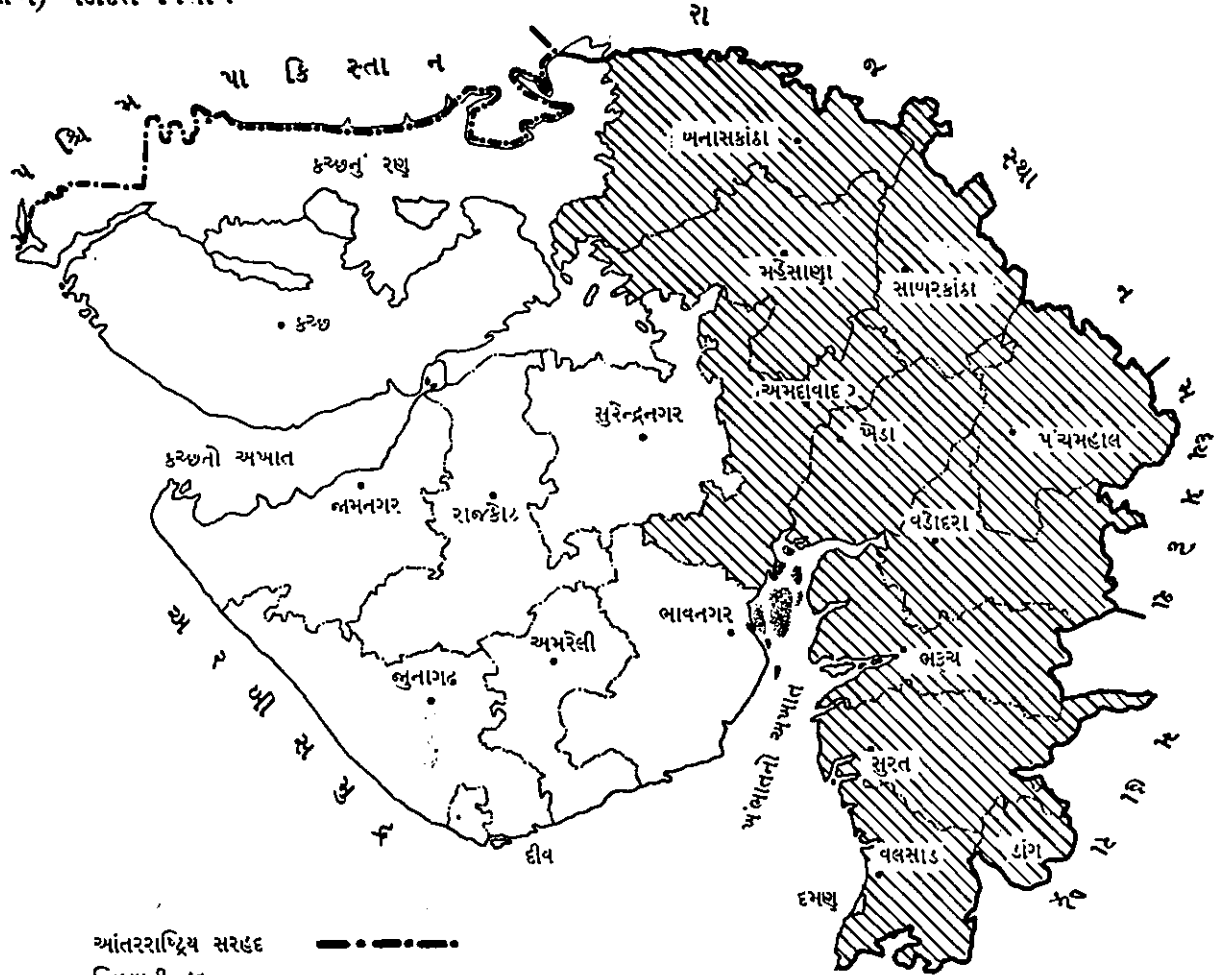 પાકિસ્તાન
રાજસ્થાન
કચ્છનું રણ
બનાસકાંઠા
મહેસાણા
સાબરકાંઠા
કચ્છ
અમદાવાદ
સુરેન્દ્રનગર
ખેડા
પંચમહાલ
કચ્છનો અખાત
જામનગર
રાજકોટ
વડોદરા
ભાવનગર
અમરેલી
ભરૂચ
જુનાગઢ
ખંભાતનો અખાત
સુરત
દીવ
વલસાડ
ડાંગ
દમણ
આંતરરાષ્ટ્રિય સરહદ